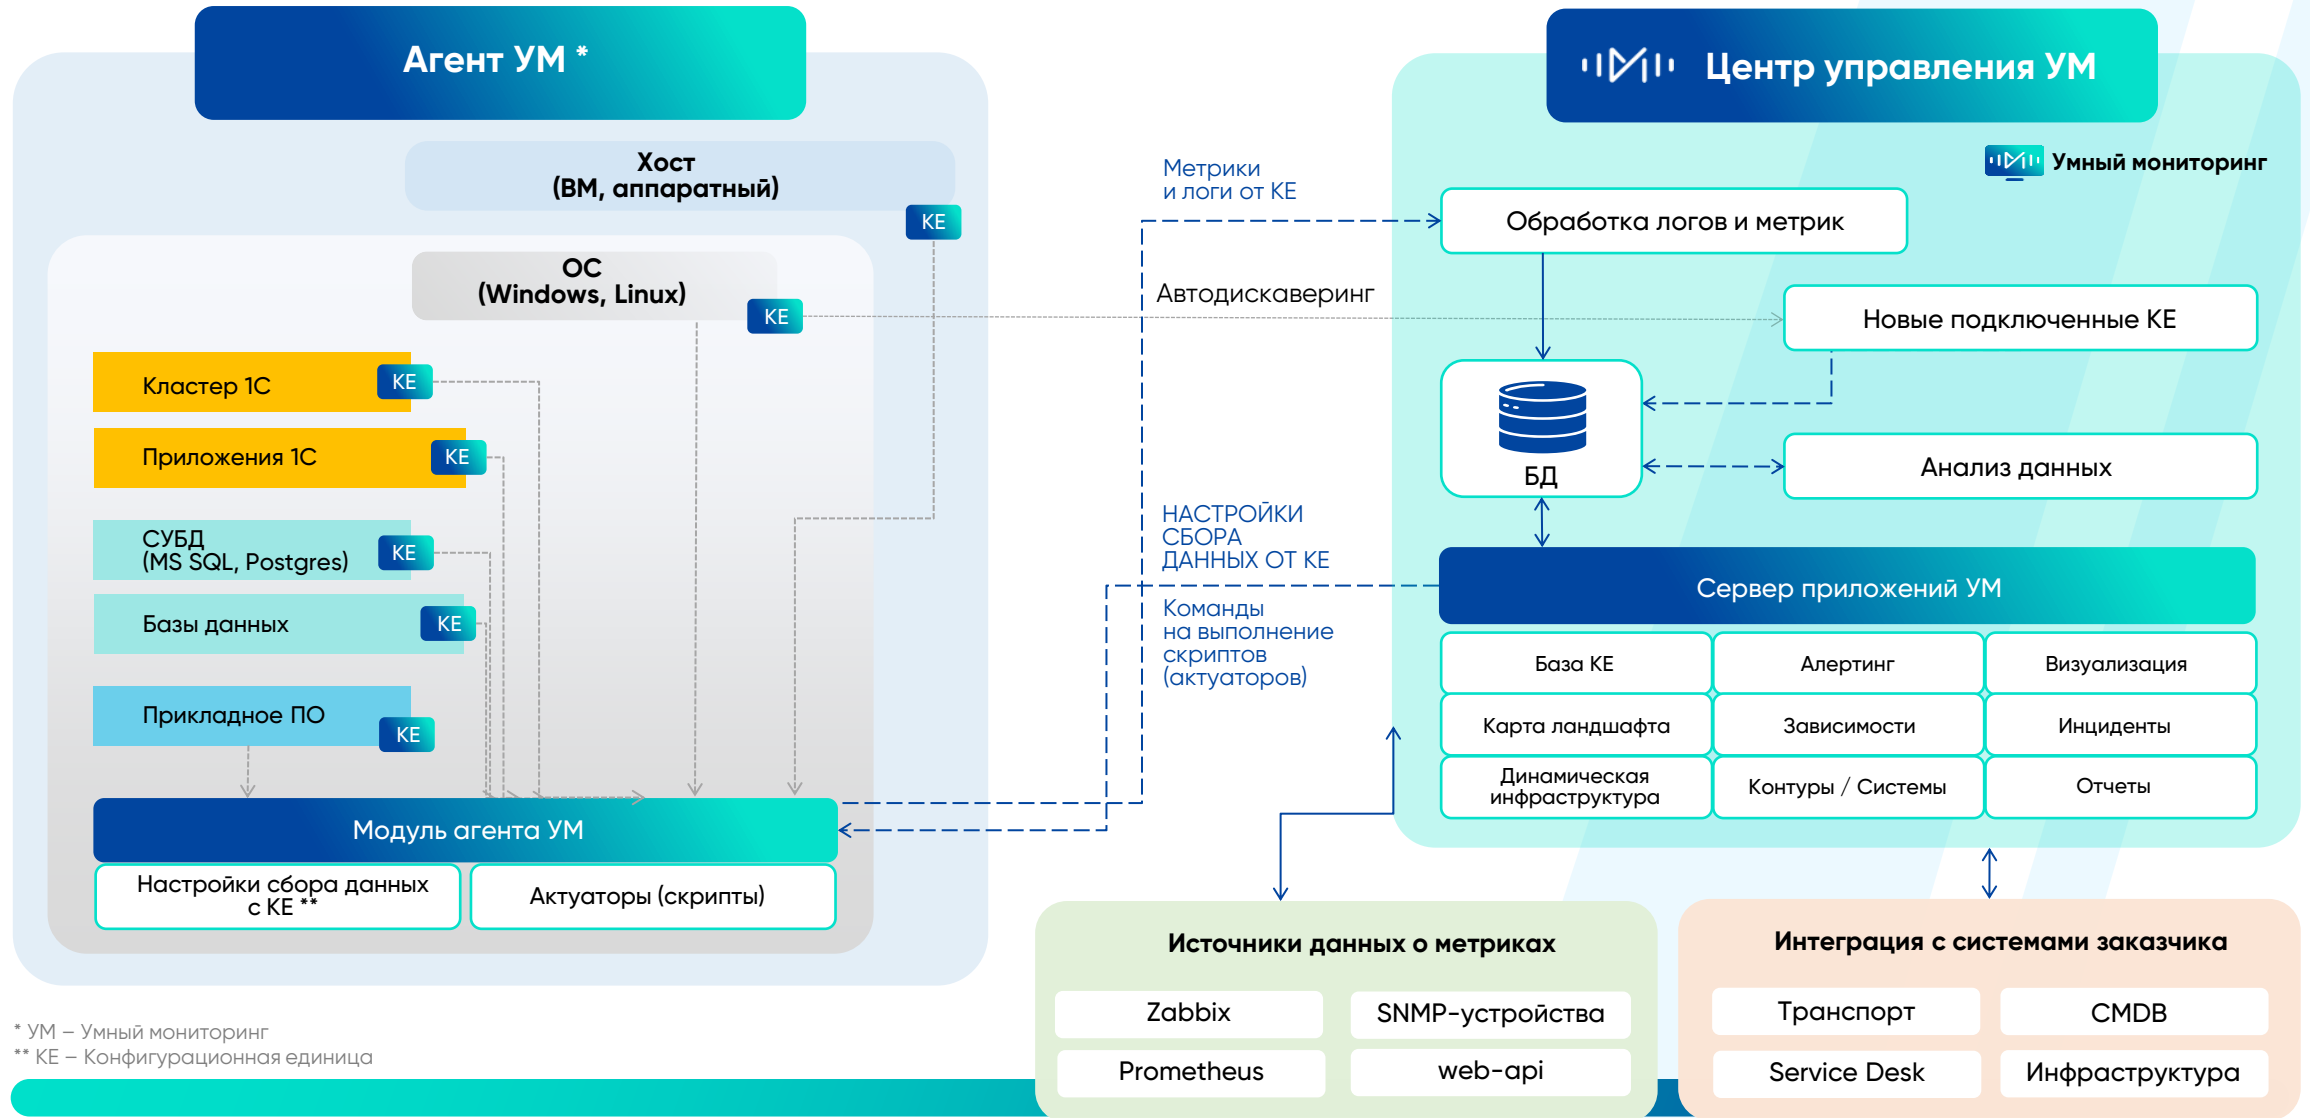 Агент УМ *
Хост
(ВМ, аппаратный)
КЕ
ОС
(Windows, Linux)
КЕ
Кластер 1С
КЕ
Приложения 1С
КЕ
СУБД
(MS SQL, Postgres)
КЕ
Базы данных
КЕ
Прикладное ПО
КЕ
Модуль агента УМ
Настройки сбора данных
с КЕ **
Актуаторы (скрипты)
* УМ – Умный мониторинг
** КЕ – Конфигурационная единица
Метрики
и логи от КЕ
Автодискаверинг
НАСТРОЙКИ
СБОРА
ДАННЫХ ОТ КЕ
Команды
на выполнение
скриптов
(актуаторов)
Центр управления УМ
Умный мониторинг
Обработка логов и метрик
Новые подключенные КЕ
БД
Анализ данных
Сервер приложений УМ
База КЕ
Алертинг
Визуализация
Карта ландшафта
Зависимости
Инциденты
Динамическая
инфраструктура
Контуры / Системы
Отчеты
Источники данных о метриках
Zabbix
SNMP-устройства
Prometheus
web-api
Интеграция с системами заказчика
Транспорт
CMDB
Service Desk
Инфраструктура